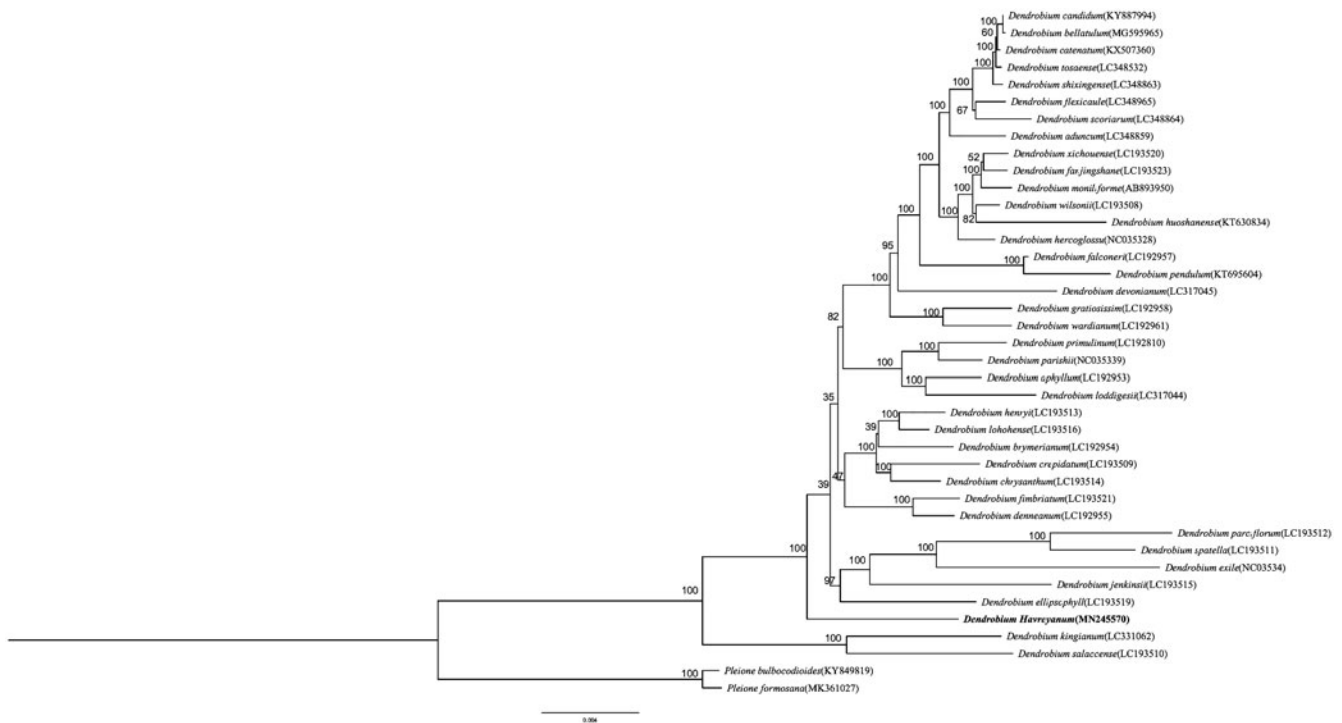 100 Dendrobium candidum(KY887994)
60 Dendrobium bellatulum(MG595965)
100 Dendrobium catenatum(KX507360)
100 Dendrobium tosaense(LC348532)
Dendrobium shixingense(LC348863)
100
Dendrobium flexicaule(LC348965)
100
67
Dendrobium scoriarum(LC348864)
Dendrobium aduncum(LC348859)
52 Dendrobium xichouense(LC193520)
100
100 Dendrobium fanjingshane(LC193523)
Dendrobium moniliforme(AB893950)
100
Dendrobium wilsonii(LC193508)
100
82
Dendrobium huoshanense(KT630834)
100
Dendrobium hercoglossu(NC035328)
95
Dendrobium falconeri(LC192957)
100
Dendrobium pendulum(KT695604)
100
Dendrobium devonianum(LC317045)
Dendrobium gratiosissim(LC192958)
100
82
Dendrobium wardianum(LC192961)
Dendrobium primulinum(LC192810)
100
Dendrobium parishii(NC035339)
100
Dendrobium aphyllum(LC192953)
100
Dendrobium loddigesii(LC317044)
35
Dendrobium henryi(LC193513)
100
39
Dendrobium lohohense(LC193516)
Dendrobium brymerianum(LC192954)
100
Dendrobium crepidatum(LC193509)
100
47
Dendrobium chrysanthum(LC193514)
39
Dendrobium fimbriatum(LC193521)
100
Dendrobium denneanum(LC192955)
Dendrobium parciflorum(LC193512)
100
Dendrobium spatella(LC193511)
100
100
Dendrobium exile(NC03534)
100
97
Dendrobium jenkinsii(LC193515)
100
Dendrobium ellipsophyll(LC193519)
Dendrobium Havreyanum(MN245570)
Dendrobium kingianum(LC331062)
100
Dendrobium salaccense(LC193510)
Pleione bulbocodioides(KY849819)
100
Pleione formosana(MK361027)
0.004